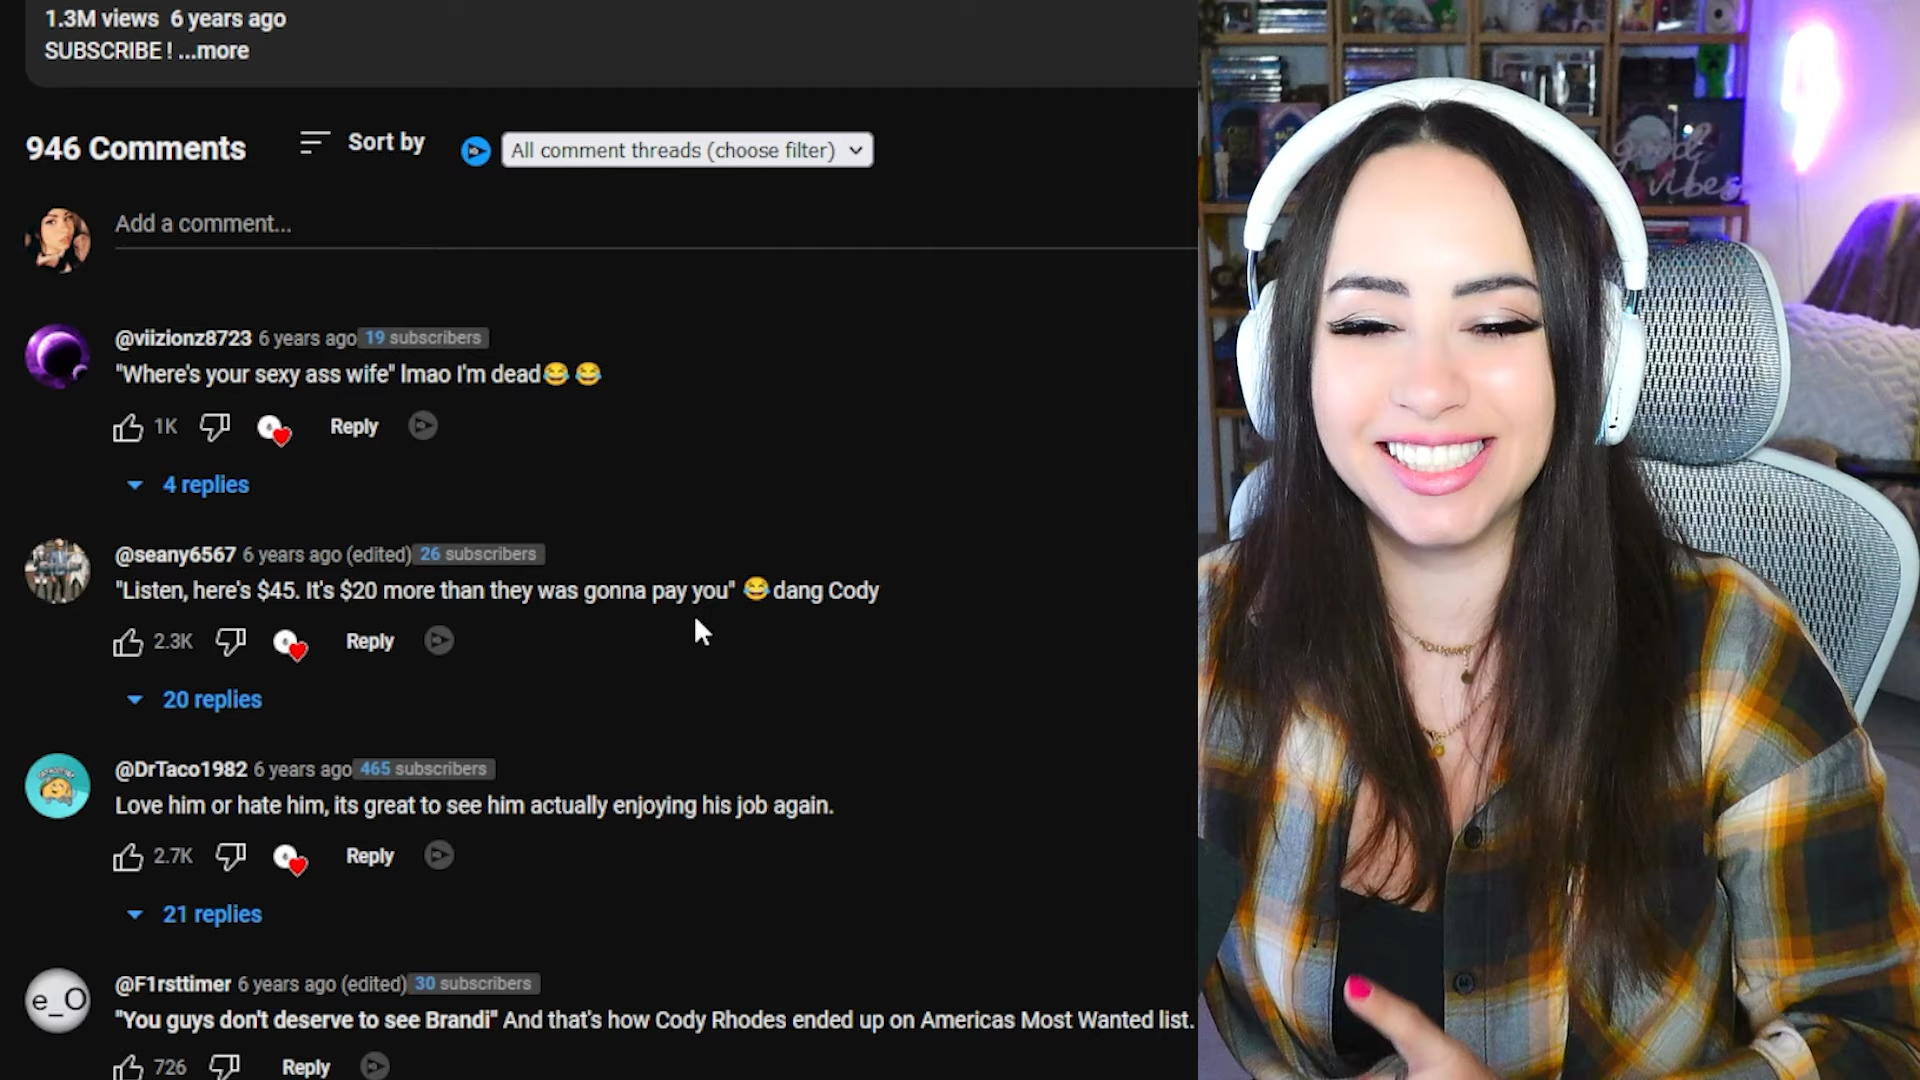 1.3M views 6 years ago
SUBSCRIBE ! ...more
946 Comments Sort by All comment threads (choose filter)
Add a comment...
@viizionz8723 6 years ago 19 subscribers
"Where's your sexy ass wife" lmao I'm dead😂😂
1K Reply
4 replies
@seany6567 6 years ago (edited) 26 subscribers
"Listen, here's $45. It's $20 more than they was gonna pay you" 😂 dang Cody
2.3K Reply
20 replies
@DrTaco1982 6 years ago 465 subscribers
Love him or hate him, its great to see him actually enjoying his job again.
2.7K Reply
21 replies
e_O
@F1rsttimer 6 years ago (edited) 30 subscribers
"You guys don't deserve to see Brandi" And that's how Cody Rhodes ended up on Americas Most Wanted list.
726 Reply
good
vibes